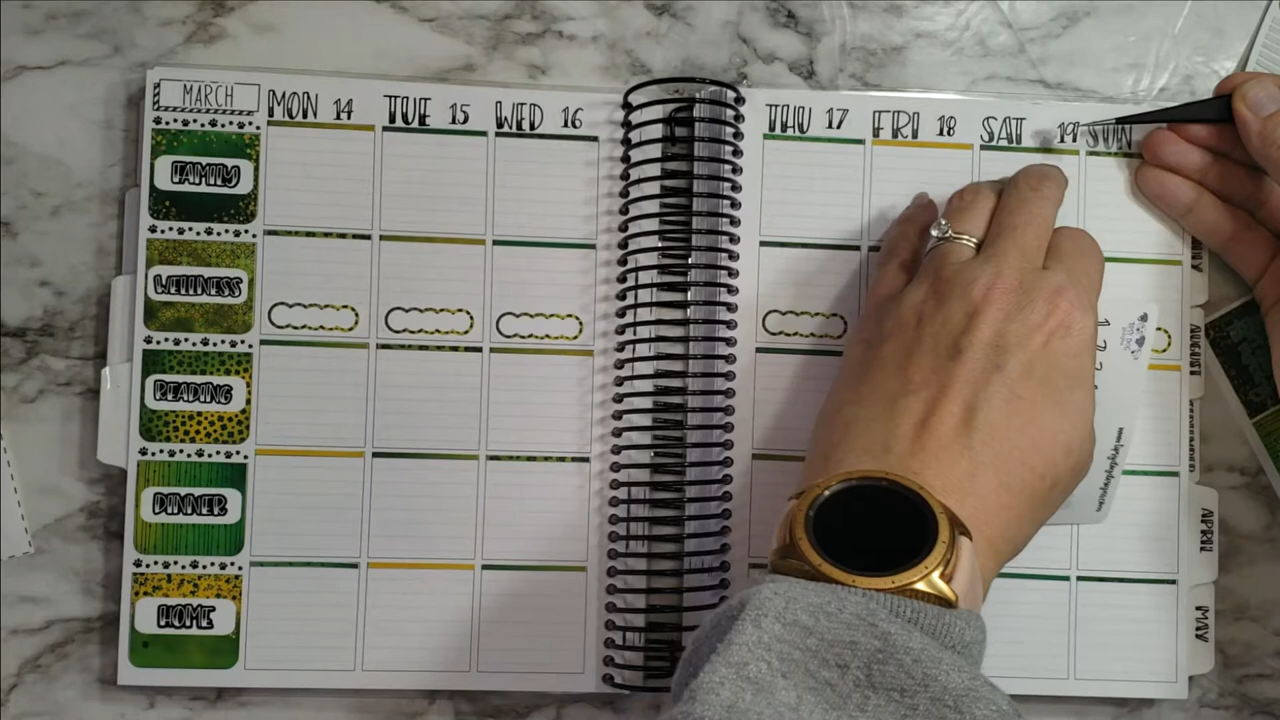 MARCH
MON 14 TUE 15 WED 16 THU 17 FRI 18 SAT 19 SUN
FAMILY
WELLNESS
READING
DINNER
HOME
AUGUST
APRIL
MAY